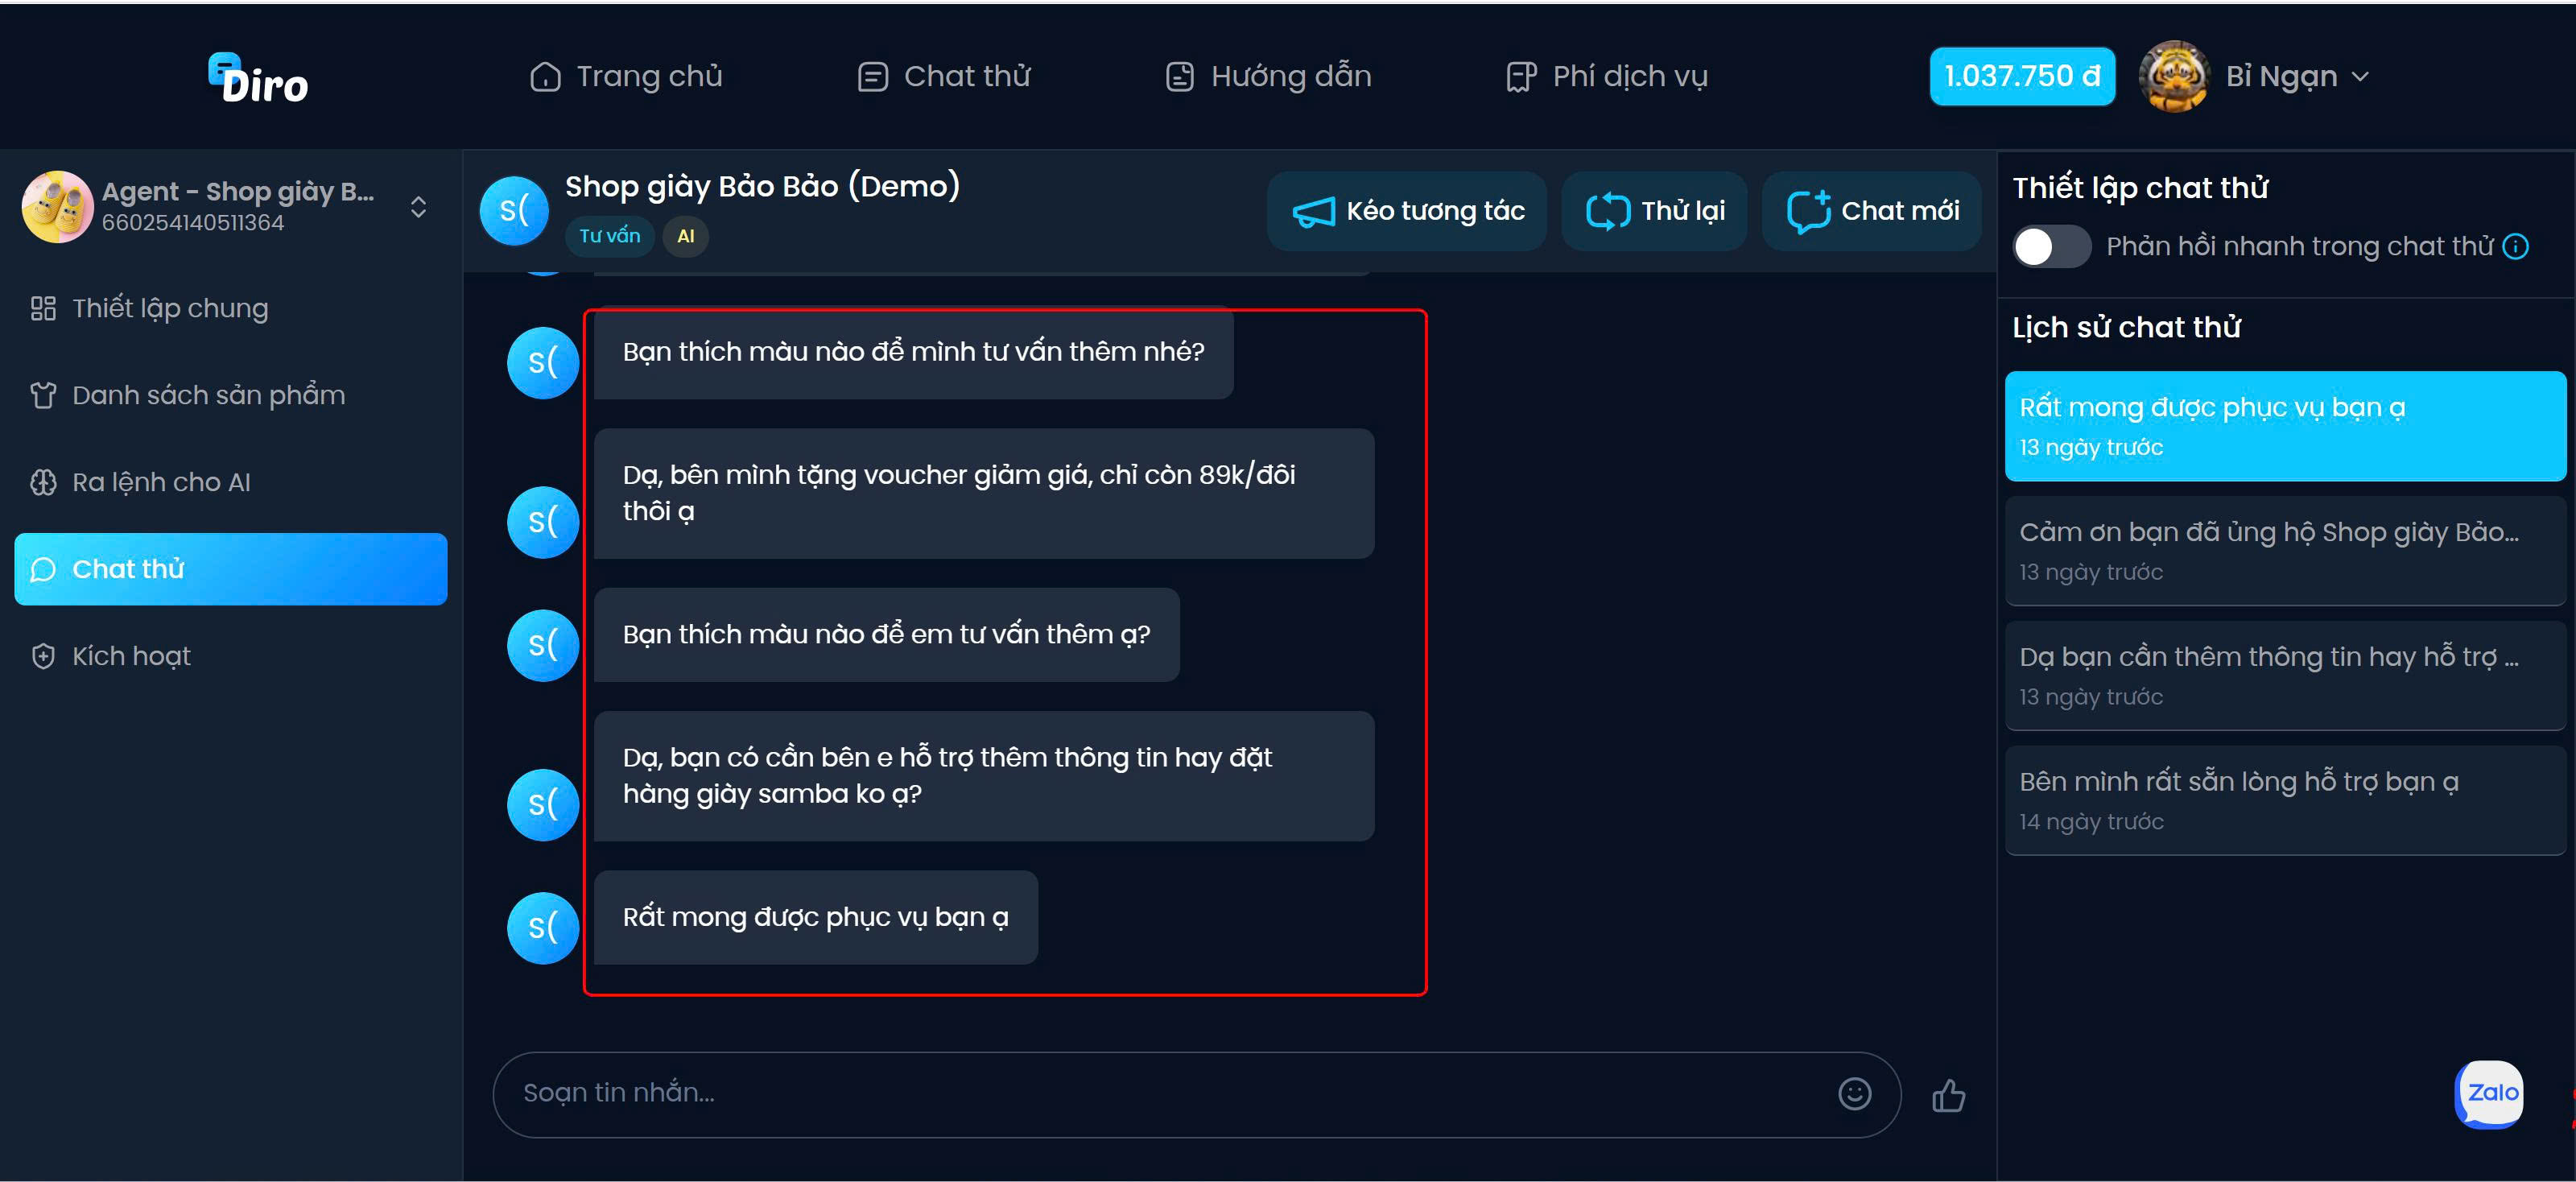 Diro
Trang chủ
Chat thử
Hướng dẫn
Phí dịch vụ
1.037.750 đ
Bỉ Ngạn
Agent - Shop giày B...
660254140511364
Thiết lập chung
Danh sách sản phẩm
Ra lệnh cho AI
Chat thử
Kích hoạt
S(
Shop giày Bảo Bảo (Demo)
Tư vấn
AI
Kéo tương tác
Thử lại
Chat mới
S(
Bạn thích màu nào để mình tư vấn thêm nhé?
S(
Dạ, bên mình tặng voucher giảm giá, chỉ còn 89k/đôi
thôi ạ
S(
Bạn thích màu nào để em tư vấn thêm ạ?
S(
Dạ, bạn có cần bên e hỗ trợ thêm thông tin hay đặt
hàng giày samba ko ạ?
S(
Rất mong được phục vụ bạn ạ
Soạn tin nhắn...
Thiết lập chat thử
Phản hồi nhanh trong chat thử
Lịch sử chat thử
Rất mong được phục vụ bạn ạ
13 ngày trước
Cảm ơn bạn đã ủng hộ Shop giày Bảo...
13 ngày trước
Dạ bạn cần thêm thông tin hay hỗ trợ ...
13 ngày trước
Bên mình rất sẵn lòng hỗ trợ bạn ạ
14 ngày trước
Zalo